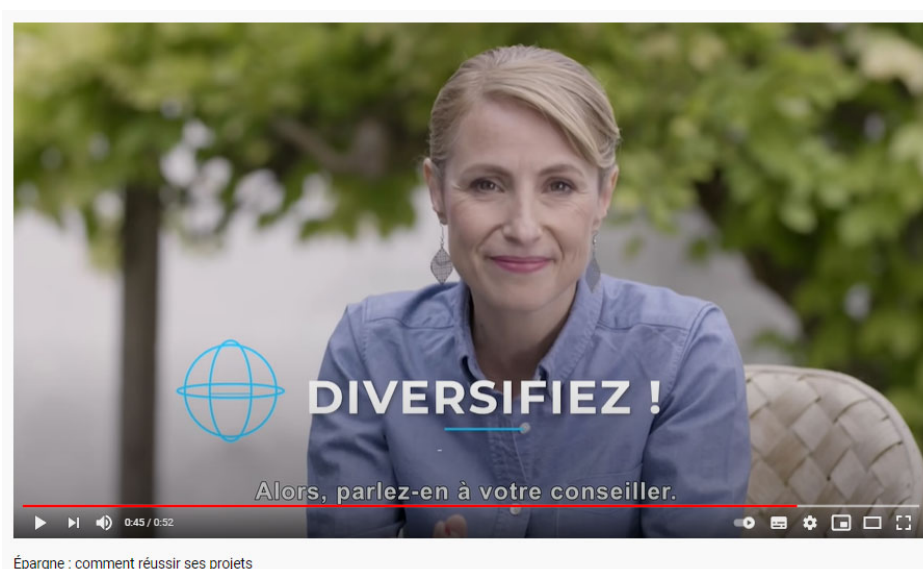 DIVERSIFIEZ !
Alors, parlez-en à votre conseiller.
0:45 / 0:52
Épargne : comment réussir ses projets